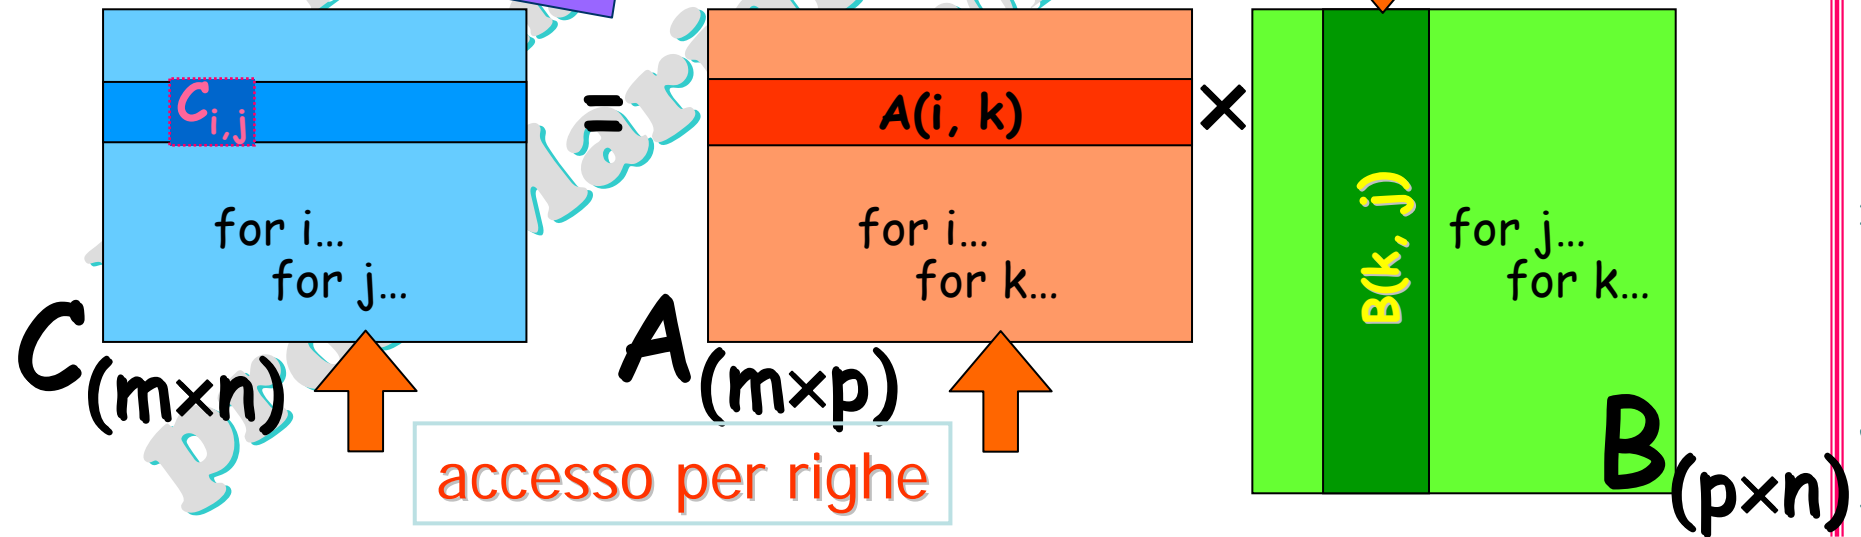 C i,j
=
A(i, k)
×
B(k, j)
for i...
for j...
for i...
for k...
for j...
for k...
C(m×n)
A(m×p)
B(p×n)
accesso per righe